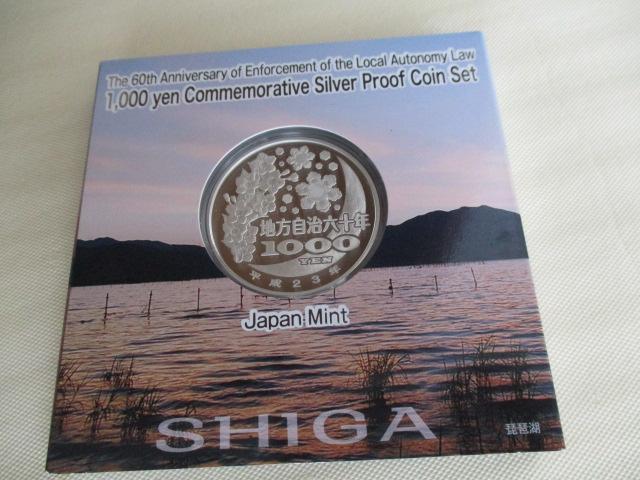 The 60th Anniversary of Enforcement of the Local Autonomy Law
1,000 yen Commemorative Silver Proof Coin Set
地方自治六十年
1000
YEN
平成23年
Japan Mint
SHIGA
琵琶湖